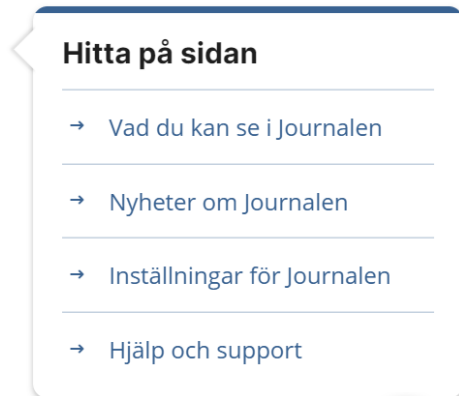 Hitta på sidan
→ Vad du kan se i Journalen
→ Nyheter om Journalen
→ Inställningar för Journalen
→ Hjälp och support